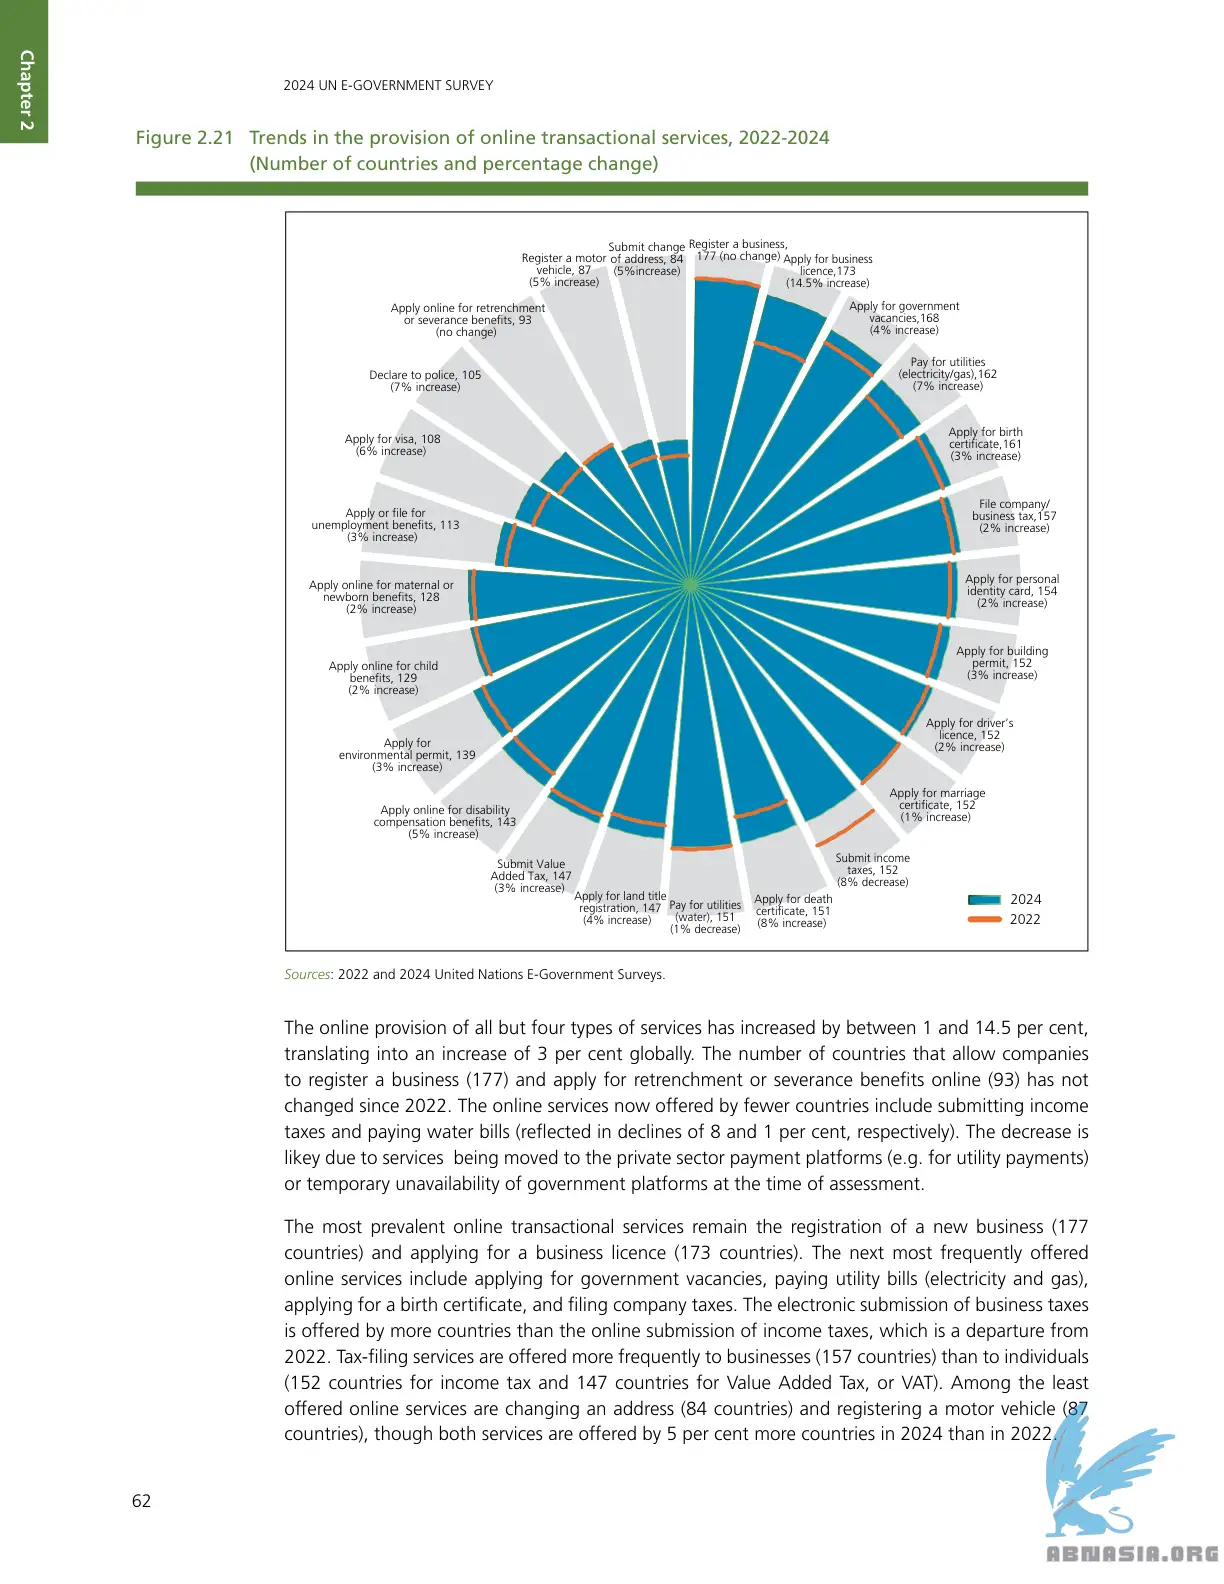 Chapter 2
2024 UN E-GOVERNMENT SURVEY
Figure 2.21 Trends in the provision of online transactional services, 2022-2024
(Number of countries and percentage change)
Register a business,
177 (no change)
Apply for business
licence,173
(14.5% increase)
Apply for government
vacancies,168
(4% increase)
Pay for utilities
(electricity/gas),162
(7% increase)
Apply for birth
certificate,161
(3% increase)
File company/
business tax,157
(2% increase)
Apply for personal
identity card, 154
(2% increase)
Apply for building
permit, 152
(3% increase)
Apply for driver's
licence, 152
(2% increase)
Apply for marriage
certificate, 152
(1% increase)
Submit income
taxes, 152
(8% decrease)
Apply for death
certificate, 151
(8% increase)
Pay for utilities
(water), 151
(1% decrease)
Apply for land title
registration, 147
(4% increase)
Submit Value
Added Tax, 147
(3% increase)
Apply online for disability
compensation benefits, 143
(5% increase)
Apply for
environmental permit, 139
(3% increase)
Apply online for child
benefits, 129
(2% increase)
Apply online for maternal or
newborn benefits, 128
(2% increase)
Apply or file for
unemployment benefits, 113
(3% increase)
Apply for visa, 108
(6% increase)
Declare to police, 105
(7% increase)
Apply online for retrenchment
or severance benefits, 93
(no change)
Register a motor
vehicle, 87
(5% increase)
Submit change
of address, 84
(5%increase)
2024
2022
Sources: 2022 and 2024 United Nations E-Government Surveys.
The online provision of all but four types of services has increased by between 1 and 14.5 per cent,
translating into an increase of 3 per cent globally. The number of countries that allow companies
to register a business (177) and apply for retrenchment or severance benefits online (93) has not
changed since 2022. The online services now offered by fewer countries include submitting income
taxes and paying water bills (reflected in declines of 8 and 1 per cent, respectively). The decrease is
likey due to services being moved to the private sector payment platforms (e.g. for utility payments)
or temporary unavailability of government platforms at the time of assessment.
The most prevalent online transactional services remain the registration of a new business (177
countries) and applying for a business licence (173 countries). The next most frequently offered
online services include applying for government vacancies, paying utility bills (electricity and gas),
applying for a birth certificate, and filing company taxes. The electronic submission of business taxes
is offered by more countries than the online submission of income taxes, which is a departure from
2022. Tax-filing services are offered more frequently to businesses (157 countries) than to individuals
(152 countries for income tax and 147 countries for Value Added Tax, or VAT). Among the least
offered online services are changing an address (84 countries) and registering a motor vehicle (87
countries), though both services are offered by 5 per cent more countries in 2024 than in 2022.
62
ABNASIA.ORG